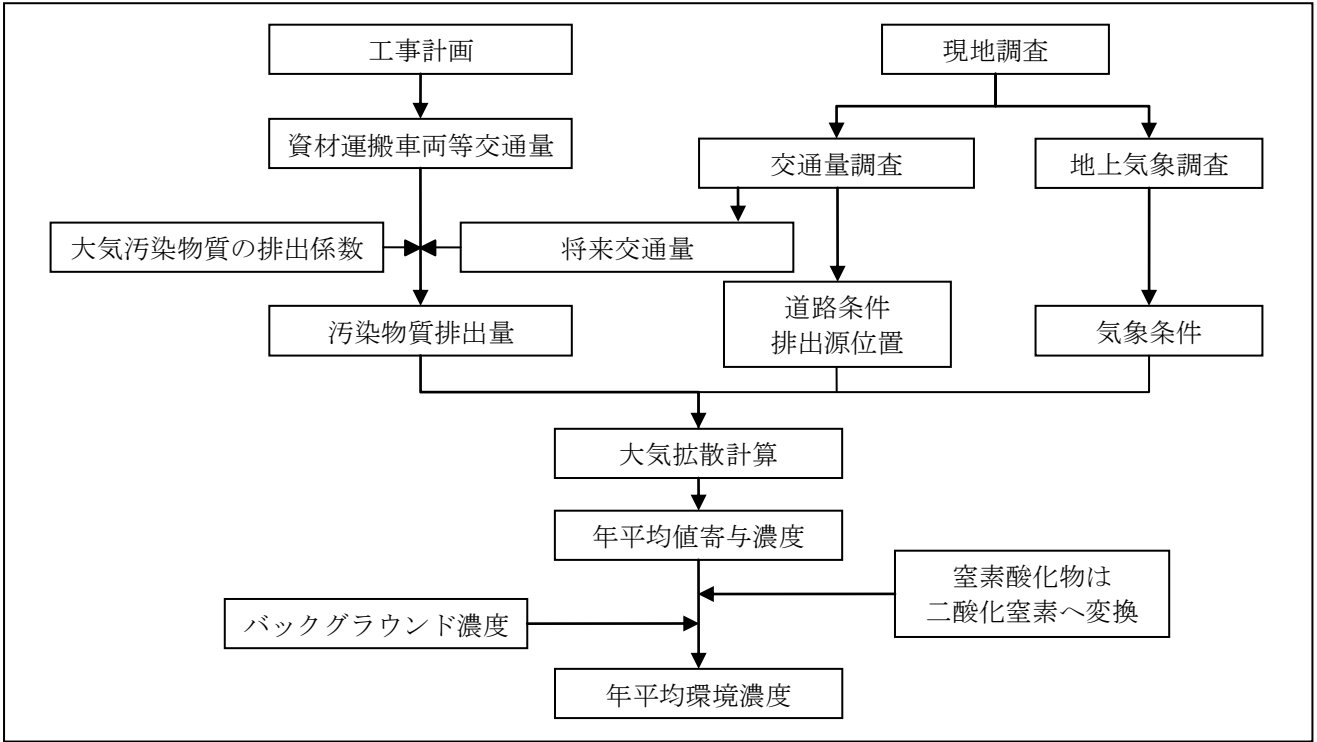 工事計画
現地調査
資材運搬車両等交通量
交通量調査
地上気象調査
大気汚染物質の排出係数
将来交通量
汚染物質排出量
道路条件
排出源位置
気象条件
大気拡散計算
年平均値寄与濃度
窒素酸化物は
二酸化窒素へ変換
バックグラウンド濃度
年平均環境濃度